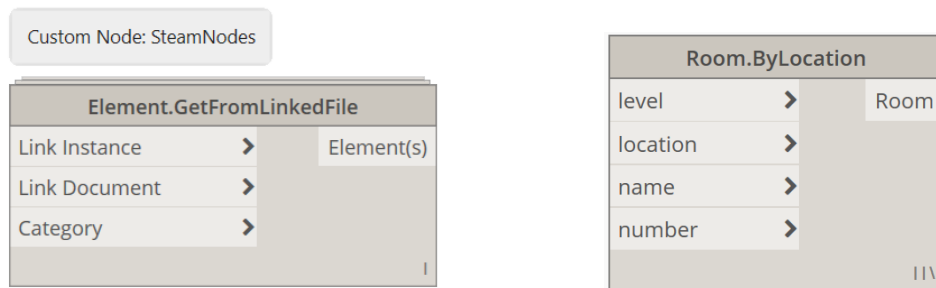 Custom Node: SteamNodes
Element.GetFromLinkedFile
Link Instance
Element(s)
Link Document
Category
|
Room.ByLocation
level
Room
location
name
number